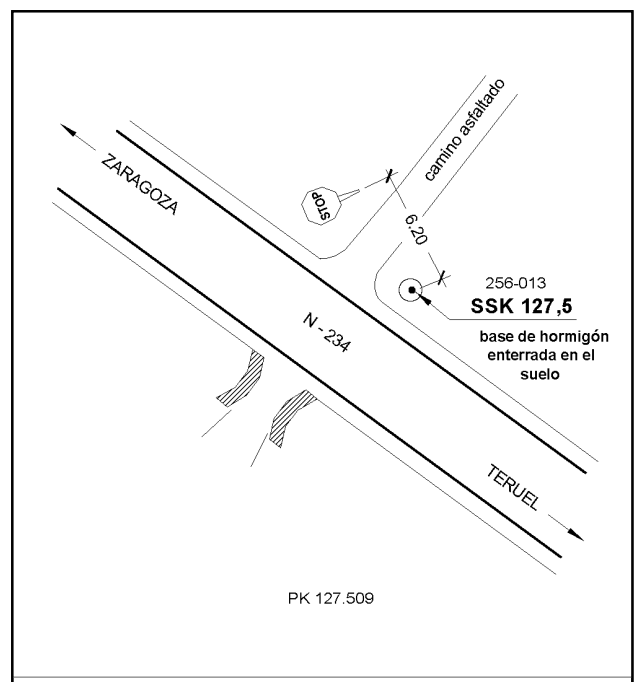 camino asfaltado
ZARAGOZA
STOP
6.20
256-013
SSK 127,5
base de hormigón
enterrada en el
suelo
N - 234
TERUEL
PK 127.509